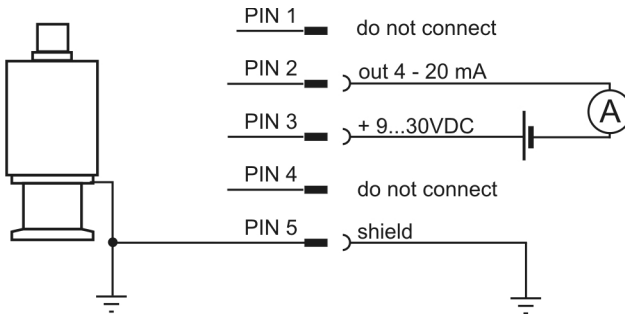 PIN 1
do not connect
PIN 2
out 4 - 20 mA
A
PIN 3
+ 9...30VDC
PIN 4
do not connect
PIN 5
shield